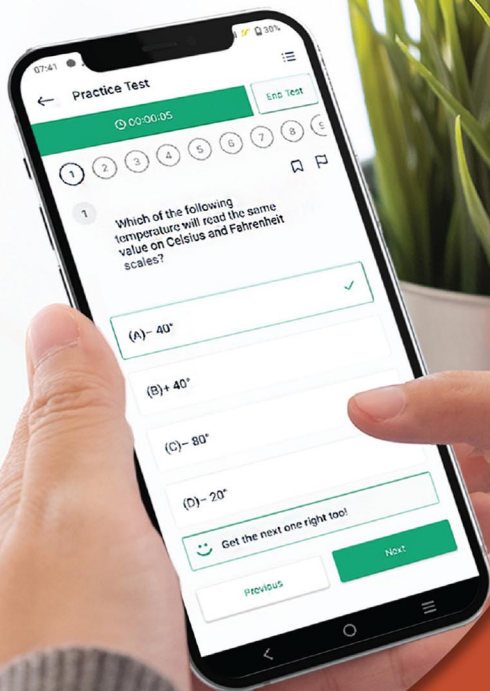 07:41
30%
Practice Test
00:00:05
End Test
1 2 3 4 5 6 7 8 9
1
Which of the following
temperature will read the same
value on Celsius and Fahrenheit
scales?
(A)– 40°
(B)+ 40°
(C)– 80°
(D)– 20°
Get the next one right too!
Previous
Next